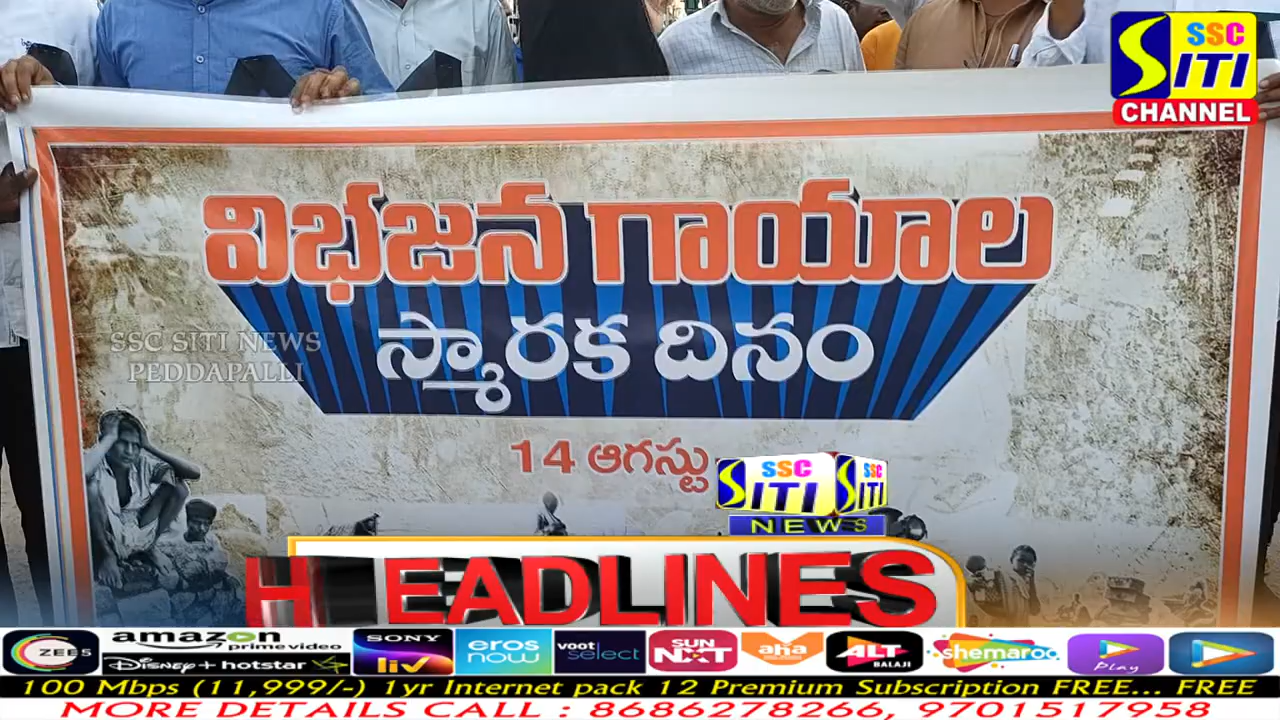 SSC
SITI
CHANNEL
విభజన గాయాల
స్మారక దినం
SSC SITI NEWS
PEDDAPALLI
14 ఆగస్టు
SSC
SITI
SSC
SITI
NEWS
HEADLINES
ZEE5
amazon
prime video
Disney+ hotstar
SONY
liv
eros
now
voot
select
SUN
NXT
aha
ALT
BALAJI
shemaroo
Play
100 Mbps (11,999/-) 1yr Internet pack 12 Premium Subscription FREE... FREE
MORE DETAILS CALL : 8686278266, 9701517958